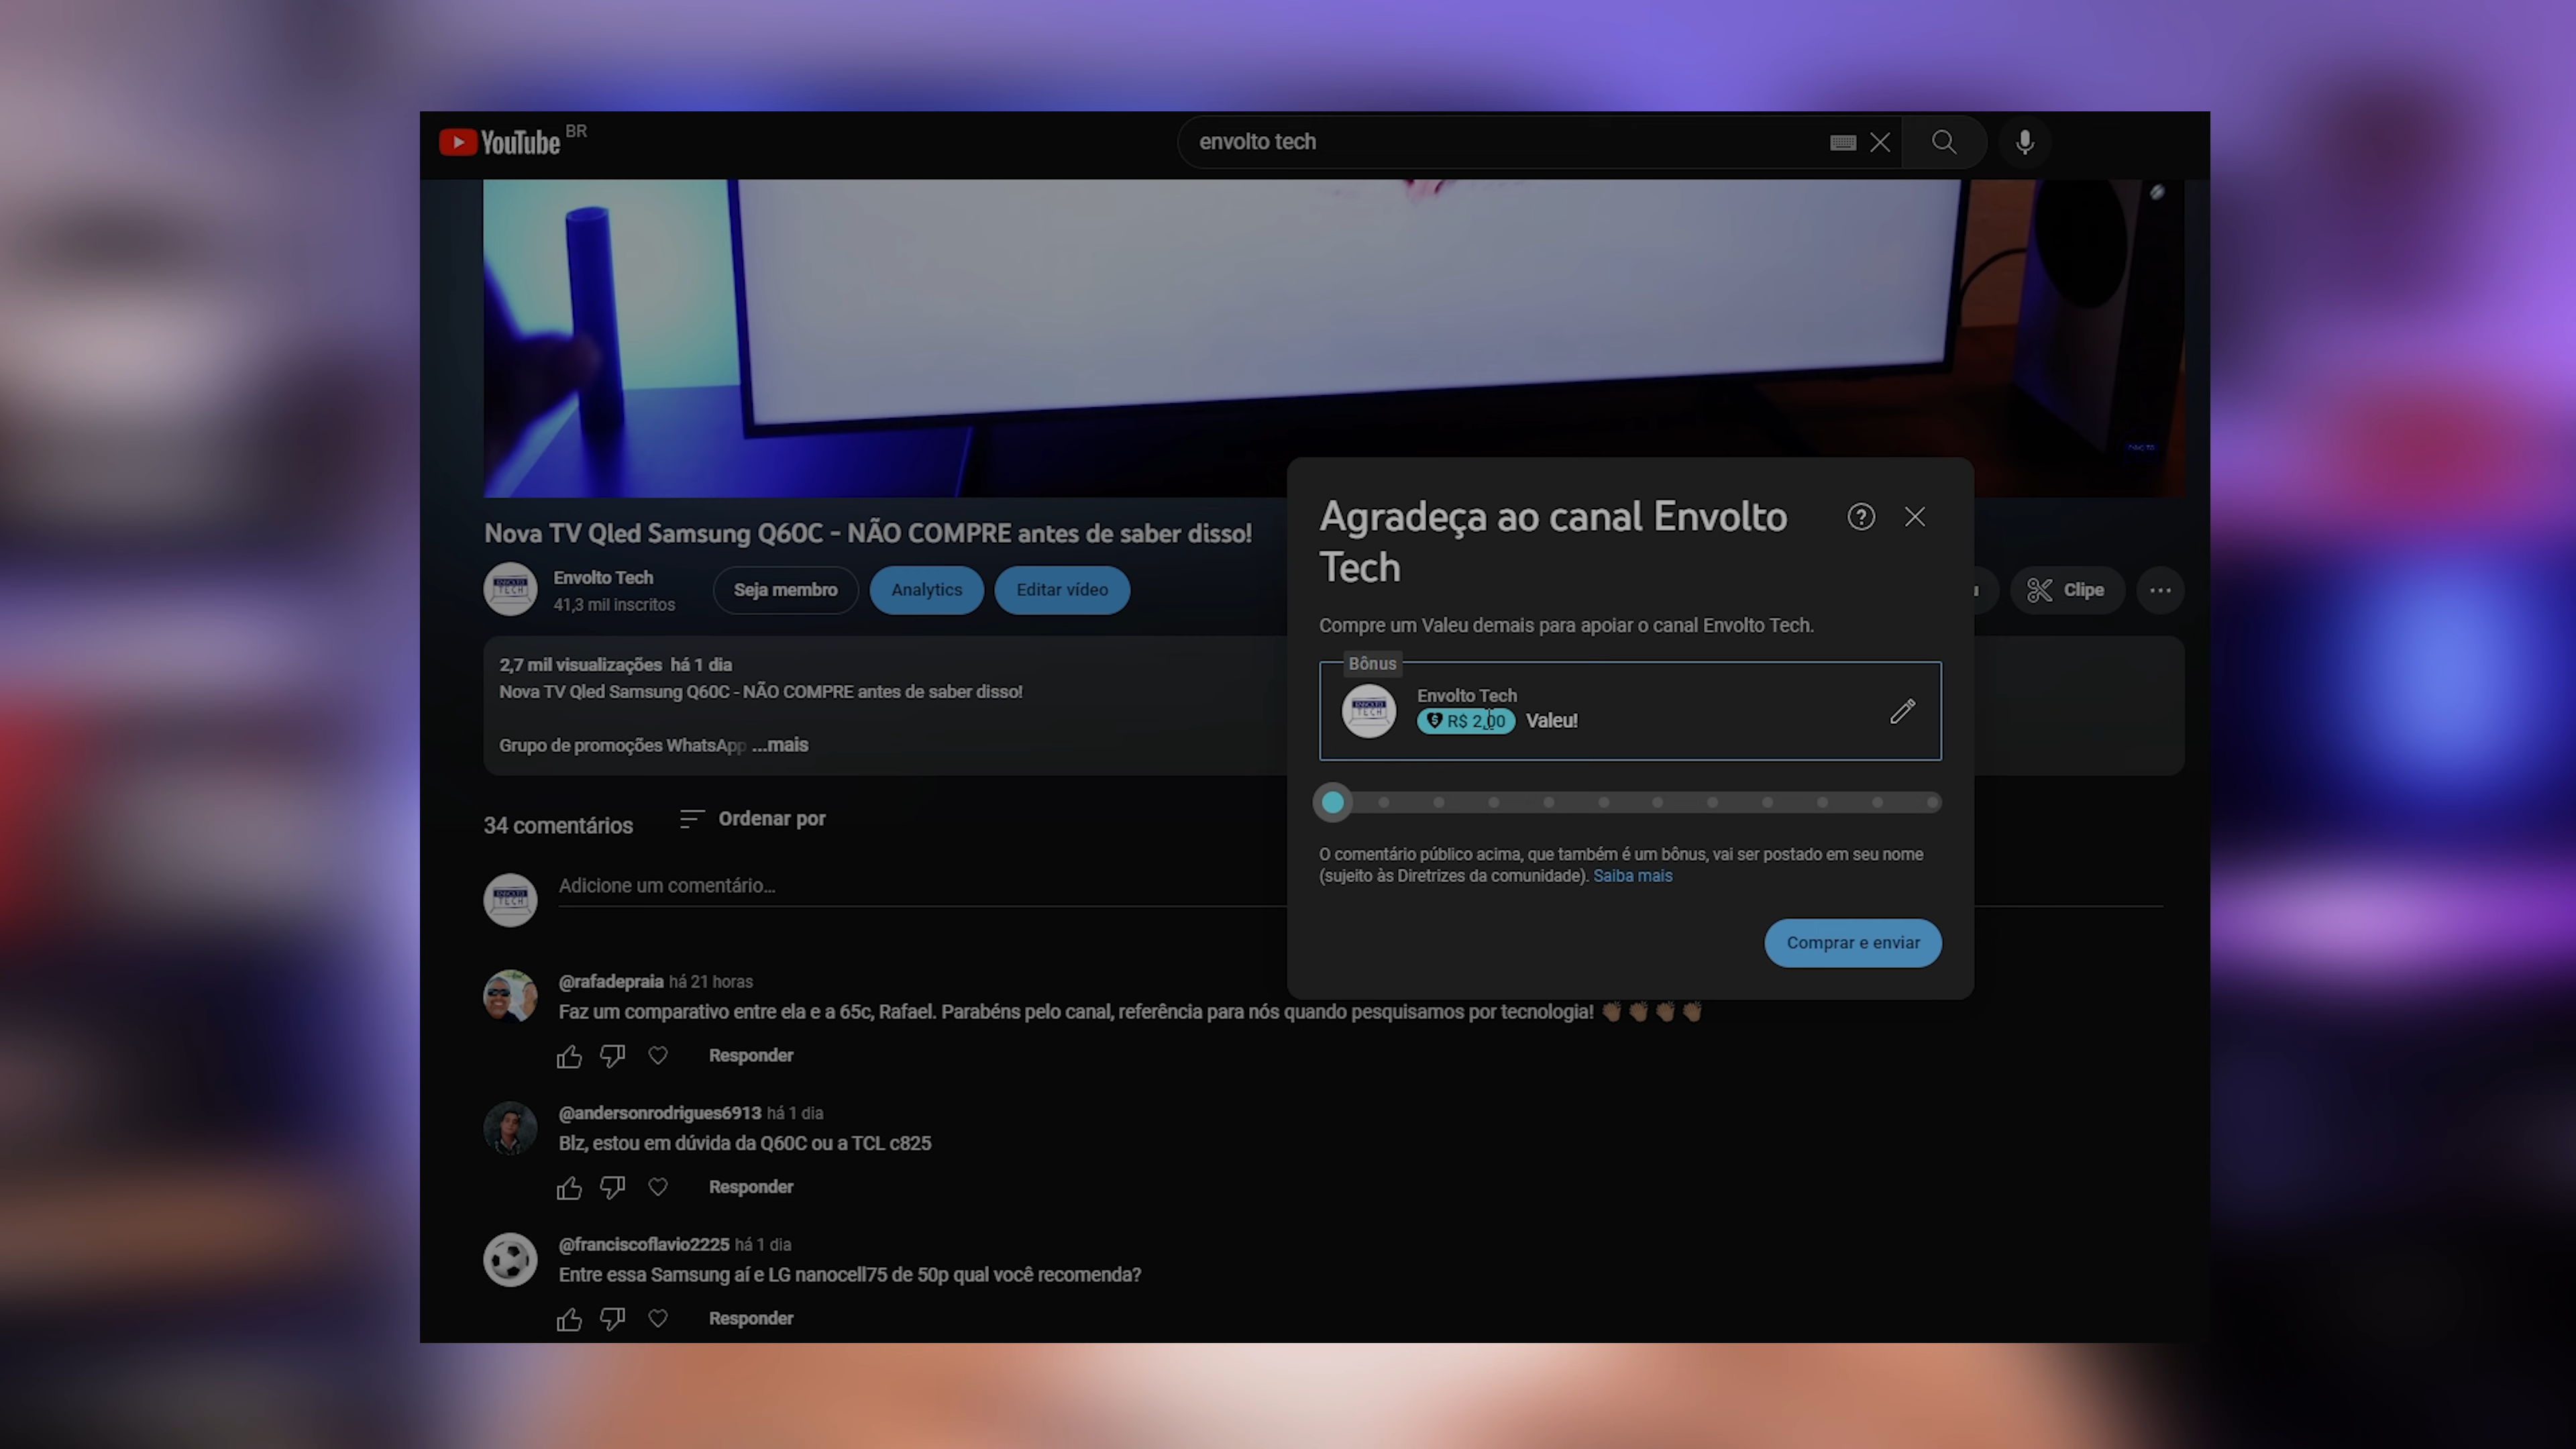 YouTube BR
envolto tech
Nova TV Qled Samsung Q60C - NÃO COMPRE antes de saber disso!
Envolto Tech
41,3 mil inscritos
Seja membro
Analytics
Editar vídeo
Clipe
2,7 mil visualizações há 1 dia
Nova TV Qled Samsung Q60C - NÃO COMPRE antes de saber disso!
Grupo de promoções WhatsApp ...mais
Agradeça ao canal Envolto
Tech
Compre um Valeu demais para apoiar o canal Envolto Tech.
Bônus
Envolto Tech
R$ 2,00 Valeu!
O comentário público acima, que também é um bônus, vai ser postado em seu nome
(sujeito às Diretrizes da comunidade). Saiba mais
Comprar e enviar
34 comentários
Ordenar por
Adicione um comentário...
@rafadepraia há 21 horas
Faz um comparativo entre ela e a 65c, Rafael. Parabéns pelo canal, referência para nós quando pesquisamos por tecnologia! 👏🏽👏🏽👏🏽👏🏽
Responder
@andersonrodrigues6913 há 1 dia
Blz, estou em dúvida da Q60C ou a TCL c825
Responder
@franciscoflavio2225 há 1 dia
Entre essa Samsung aí e LG nanocell75 de 50p qual você recomenda?
Responder